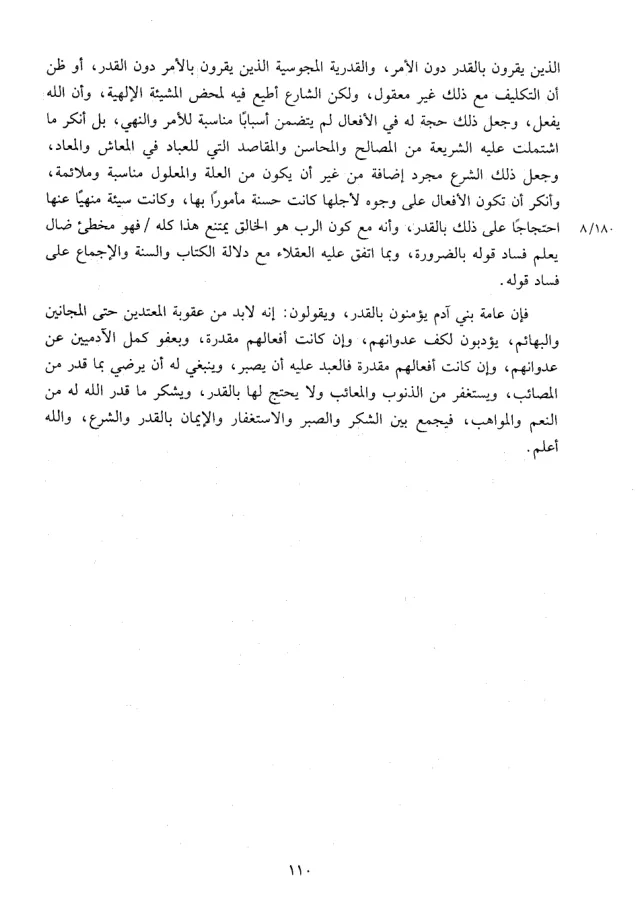 الذين يقرون بالقدر دون الأمر، والقدرية المجوسية الذين يقرون بالأمر دون القدر، أو ظن
أن التكليف مع ذلك غير معقول، ولكن الشارع أطيع فيه لمحض المشيئة الإلهية، وأن الله
يفعل، وجعل ذلك حجة له في الأفعال لم يتضمن أسبابًا مناسبة للأمر والنهي، بل أنكر ما
اشتملت عليه الشريعة من المصالح والمحاسن والمقاصد التي للعباد في المعاش والمعاد،
وجعل ذلك الشرع مجرد إضافة من غير أن يكون من العلة والمعلول مناسبة وملائمة،
وأنكر أن تكون الأفعال على وجوه لأجلها كانت حسنة مأمورًا بها، وكانت سيئة منهيًا عنها
احتجاجًا على ذلك بالقدر، وأنه مع كون الرب هو الخالق يمتنع هذا كله / فهو مخطئ ضال
٨/١٨٠
يعلم فساد قوله بالضرورة، وبما اتفق عليه العقلاء مع دلالة الكتاب والسنة والإجماع على
فساد قوله.
فإن عامة بني آدم يؤمنون بالقدر، ويقولون: إنه لابد من عقوبة المعتدين حتى المجانين
والبهائم، يؤدبون لكف عدوانهم، وإن كانت أفعالهم مقدرة، وبعفو كمل الآدميين عن
عدوانهم، وإن كانت أفعالهم مقدرة فالعبد عليه أن يصبر، وينبغي له أن يرضي بما قدر من
المصائب، ويستغفر من الذنوب والمعائب ولا يحتج لها بالقدر، ويشكر ما قدر الله له من
النعم والمواهب، فيجمع بين الشكر والصبر والاستغفار والإيمان بالقدر والشرع، والله
أعلم.
١١٠